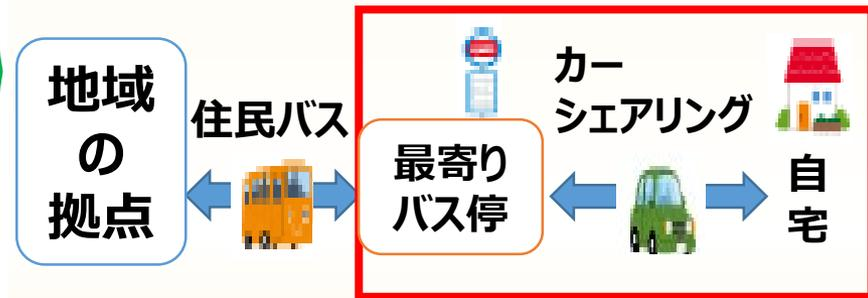 地域
の
拠点
住民バス
最寄り
バス停
カー
シェアリング
自
宅